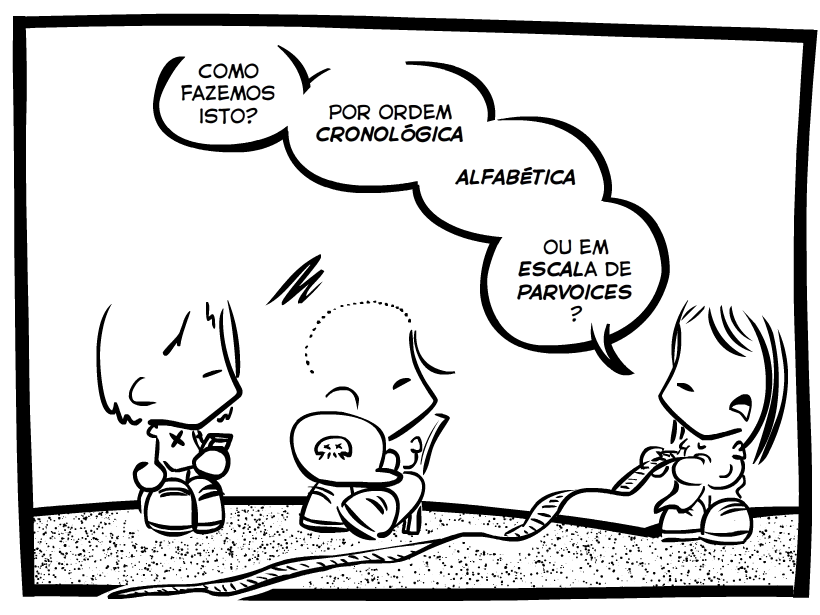 COMO
FAZEMOS
ISTO?
POR ORDEM
CRONOLÓGICA
ALFABÉTICA
OU EM
ESCALA DE
PARVOICES
?